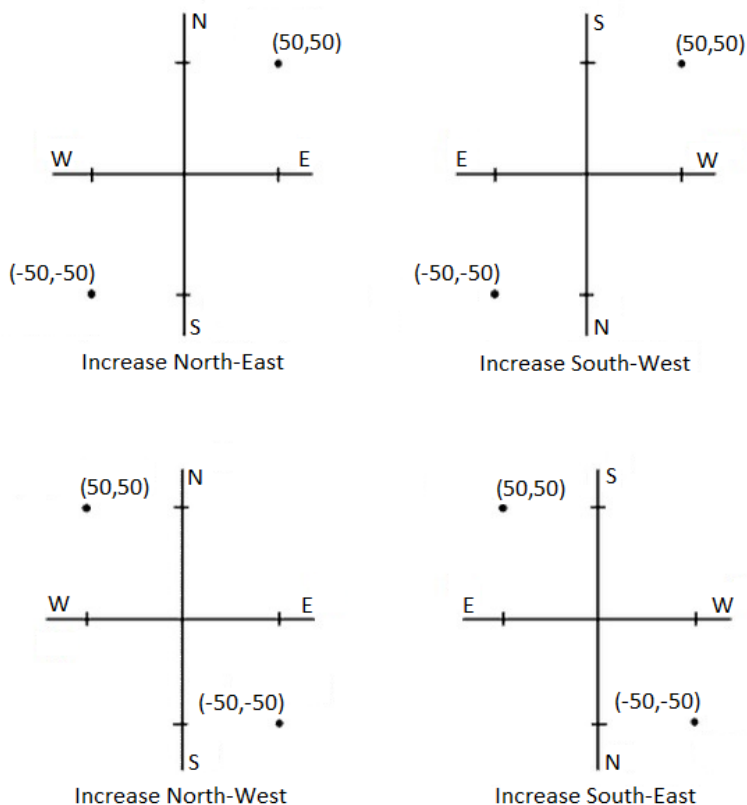 N
(50,50)
W
E
(-50,-50)
S
Increase North-East
S
(50,50)
E
W
(-50,-50)
N
Increase South-West
N
(50,50)
W
E
(-50,-50)
S
Increase North-West
S
(50,50)
E
W
(-50,-50)
N
Increase South-East